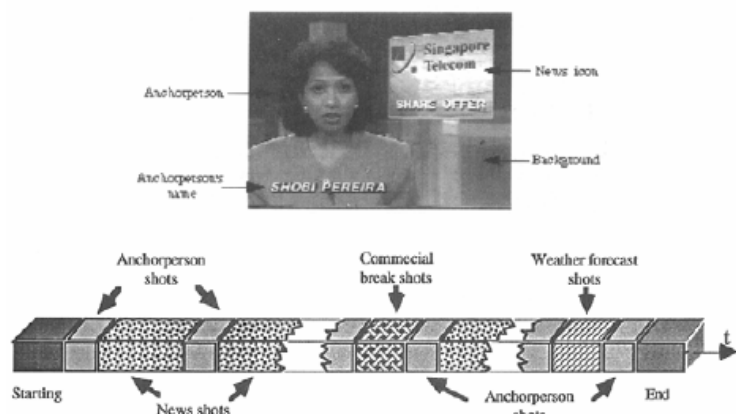 Singapore
Telecom
News icon
Anchorperson
SHARE OFFER
Background
Anchorperson's
name
SHOBI PEREIRA
Anchorperson
shots
Commecial
break shots
Weather forecast
shots
t
Starting
News shots
Anchorperson
shots
End